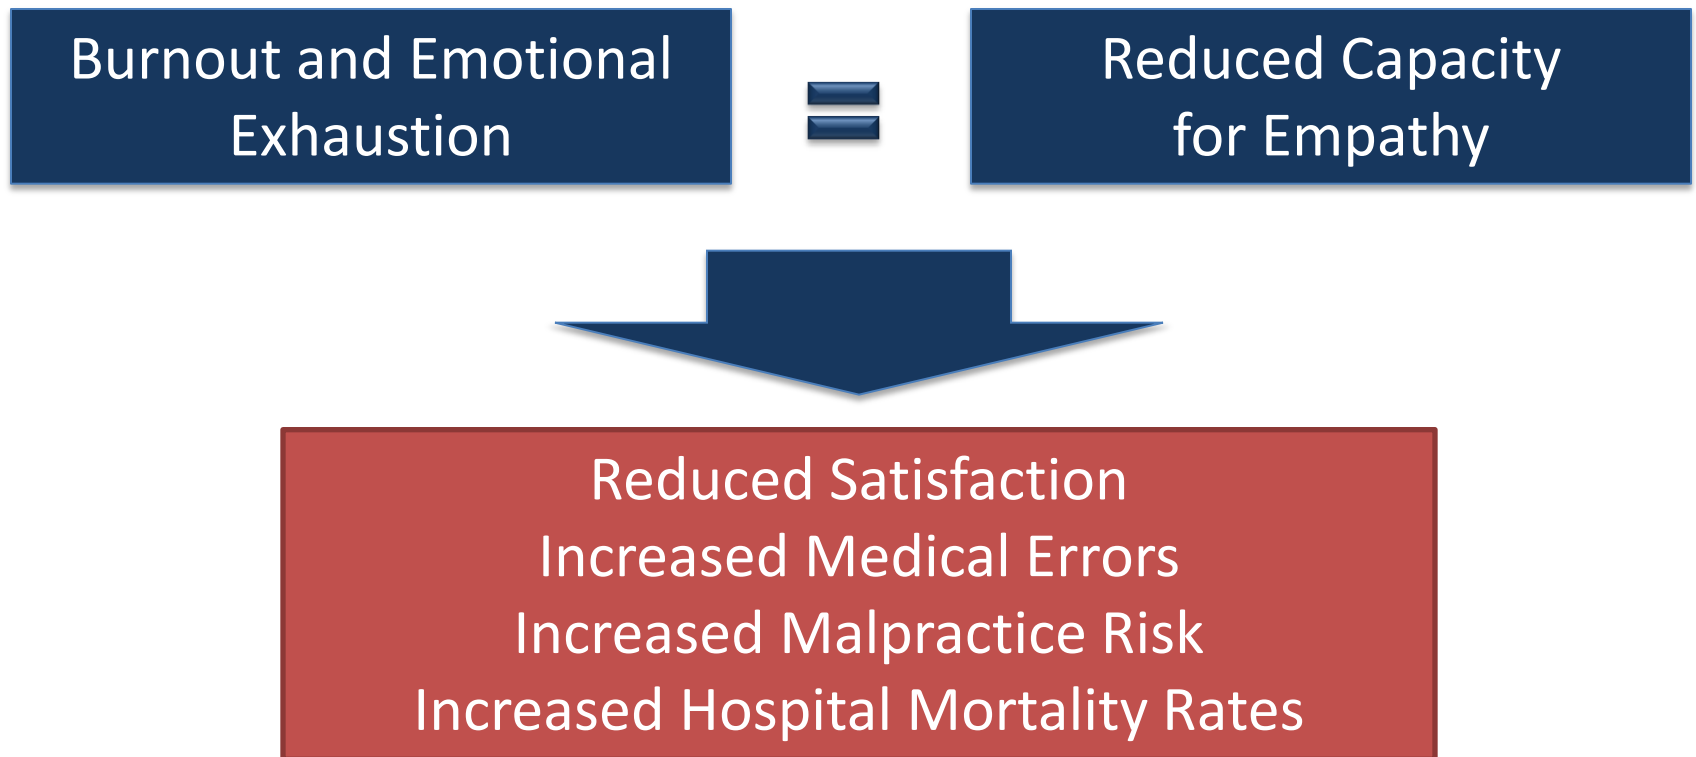 Burnout and Emotional
Exhaustion
=
Reduced Capacity
for Empathy
Reduced Satisfaction
Increased Medical Errors
Increased Malpractice Risk
Increased Hospital Mortality Rates